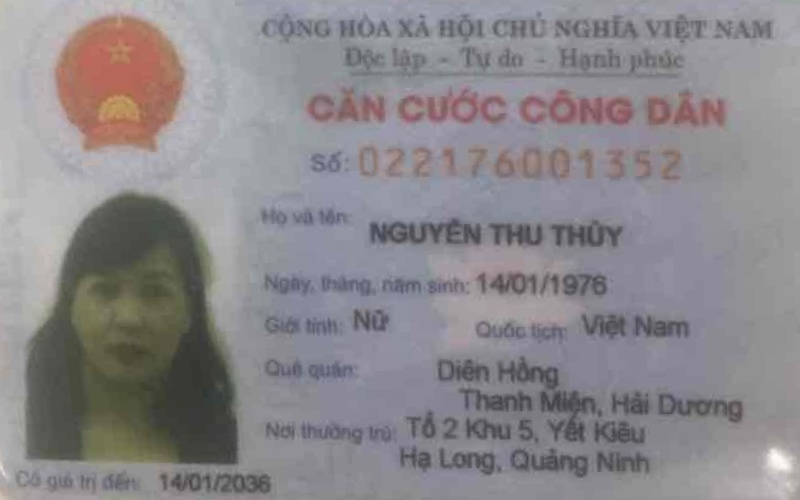 CỘNG HÒA XÃ HỘI CHỦ NGHĨA VIỆT NAM
Độc lập - Tự do - Hạnh phúc
CĂN CƯỚC CÔNG DÂN
Số: 022176001352
Họ và tên: NGUYỄN THU THỦY
Ngày, tháng, năm sinh: 14/01/1976
Giới tính: Nữ Quốc tịch: Việt Nam
Quê quán: Diên Hồng
Thanh Miện, Hải Dương
Nơi thường trú: Tổ 2 Khu 5, Yết Kiêu
Hạ Long, Quảng Ninh
Có giá trị đến: 14/01/2036